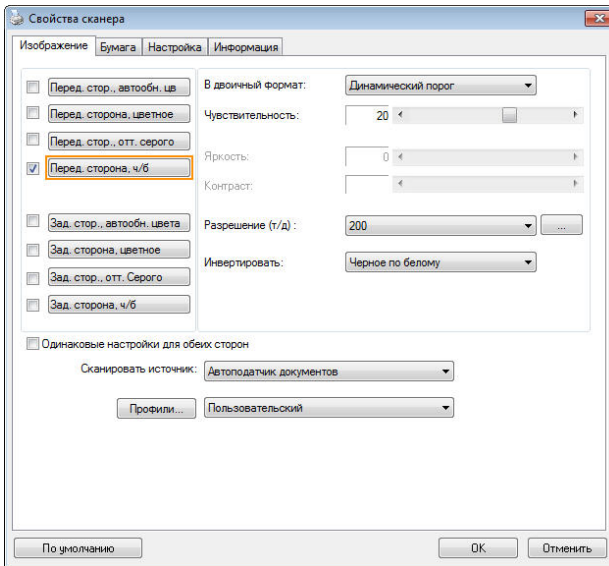 Свойства сканера
Изображение Бумага Настройка Информация
Перед. стор., автообн. цв
Перед. сторона, цветное
Перед. стор., отт. серого
Перед. сторона, ч/б
Зад. стор., автообн. цвета
Зад. сторона, цветное
Зад. стор., отт. Серого
Зад. сторона, ч/б
В двоичный формат: Динамический порог
Чувствительность: 20
Яркость: 0
Контраст:
Разрешение (т/д) : 200 ...
Инвертировать: Черное по белому
Одинаковые настройки для обеих сторон
Сканировать источник: Автоподатчик документов
Профили... Пользовательский
По умолчанию OK Отменить